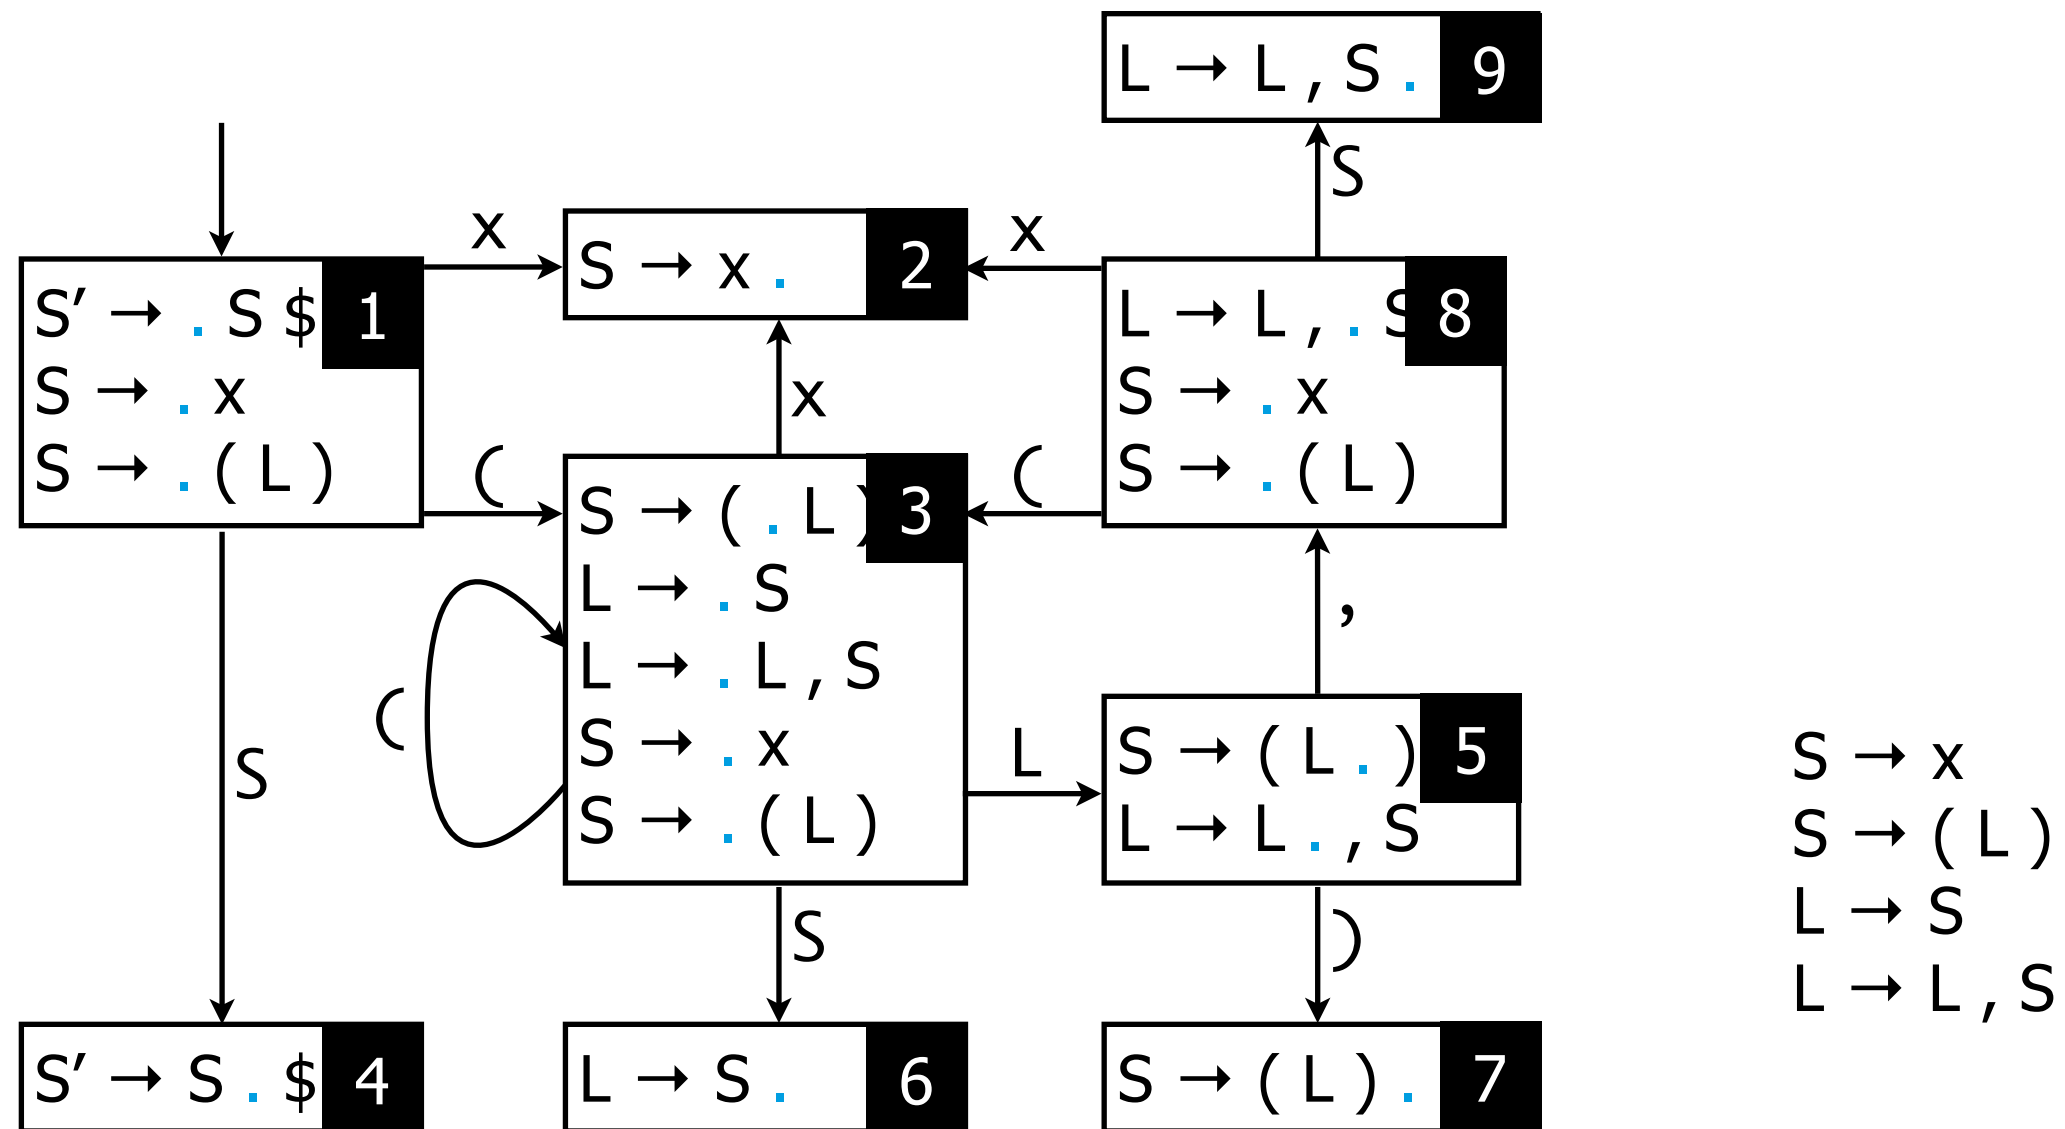 L → L , S . 9
S
x
S → x . 2
x
S' → . S $ 1
S → . x
S → . ( L )
L → L , . S 8
S → . x
S → . ( L )
x
(
(
S → ( . L ) 3
L → . S
L → . L , S
S → . x
S → . ( L )
(
,
S
L
S → ( L . ) 5
L → L . , S
S → x
S → ( L )
L → S
L → L , S
S
)
S' → S . $ 4
L → S . 6
S → ( L ) . 7